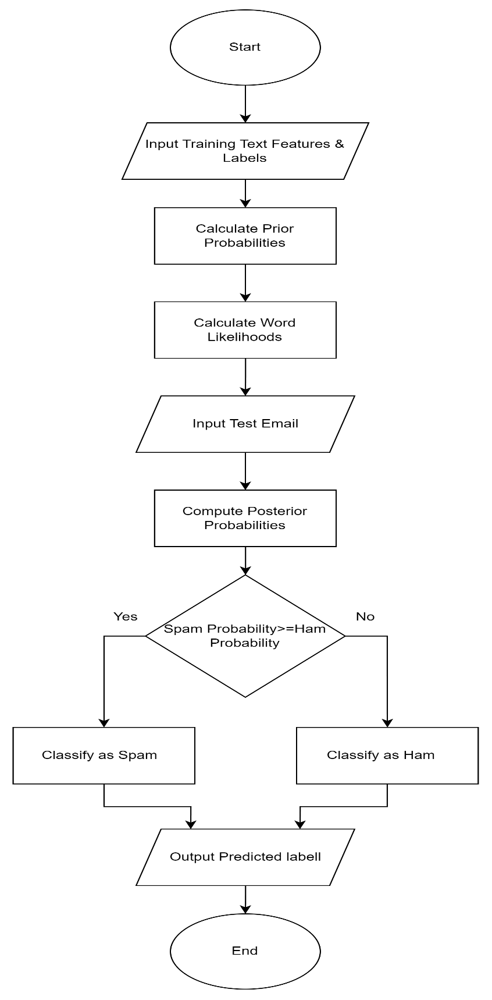 Start
Input Training Text Features &
Labels
Calculate Prior
Probabilities
Calculate Word
Likelihoods
Input Test Email
Compute Posterior
Probabilities
Yes
No
Spam Probability>=Ham
Probability
Classify as Spam
Classify as Ham
Output Predicted labell
End